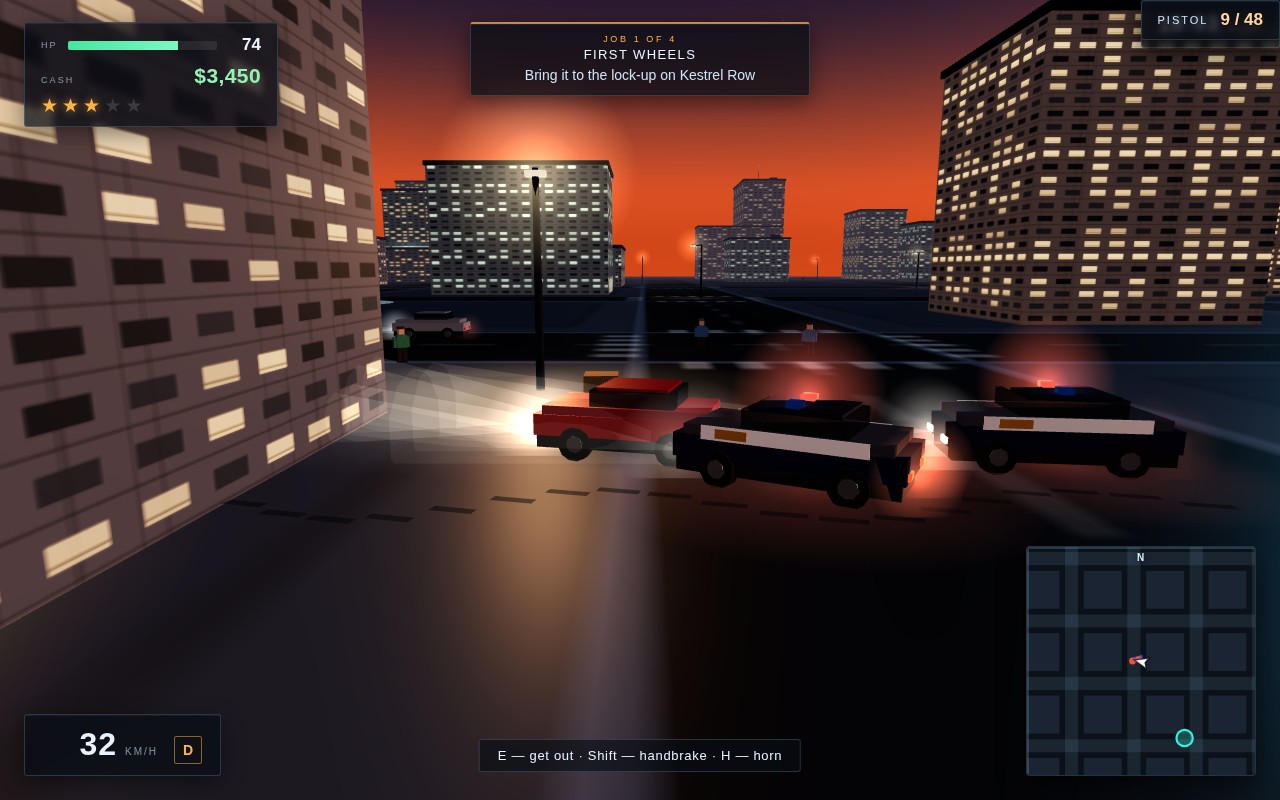 HP 74
CASH $3,450
JOB 1 OF 4
FIRST WHEELS
Bring it to the lock-up on Kestrel Row
PISTOL 9 / 48
N
32 KM/H D
E — get out · Shift — handbrake · H — horn